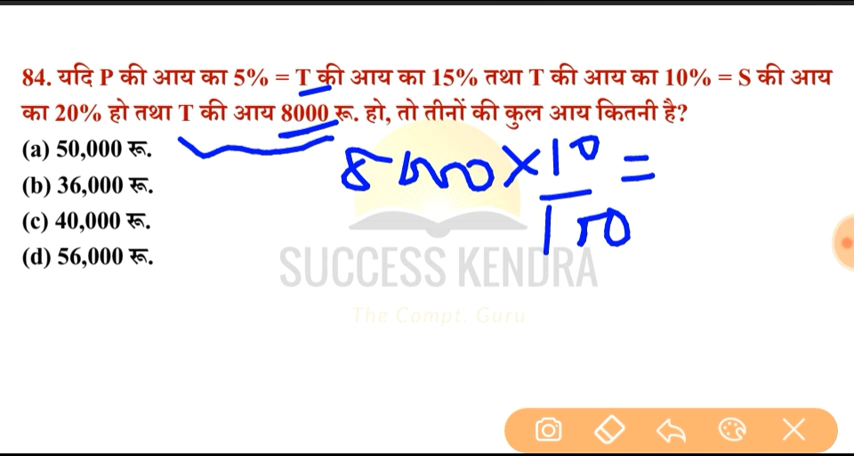 84. यदि P की आय का 5% = T की आय का 15% तथा T की आय का 10% = S की आय
का 20% हो तथा T की आय 8000 रू. हो, तो तीनों की कुल आय कितनी है?
(a) 50,000 रू.
(b) 36,000 रू.
(c) 40,000 रू.
(d) 56,000 रू.
8000 × 10 =
100
SUCCESS KENDRA
The Compt. Guru